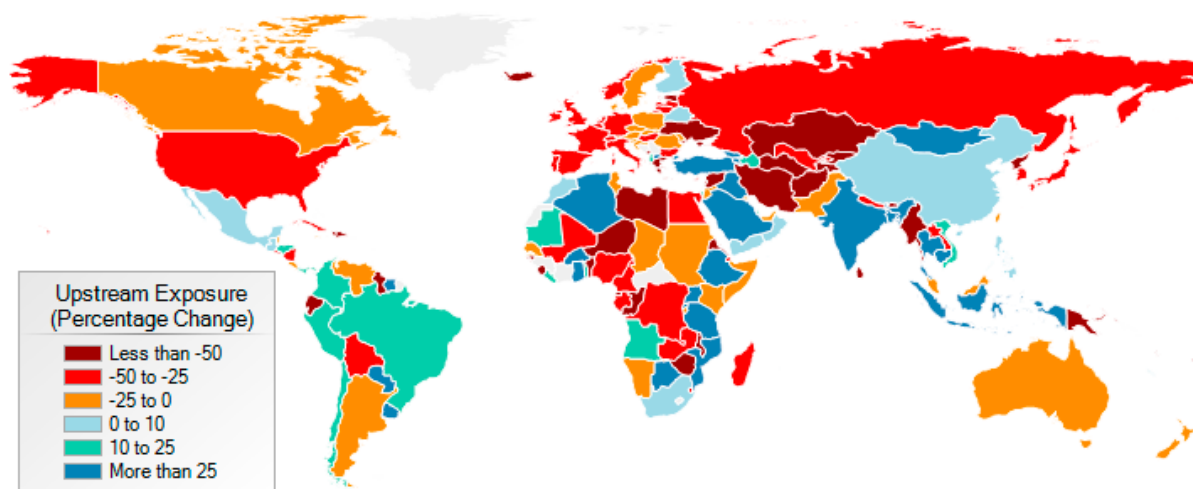 Upstream Exposure
(Percentage Change)
Less than -50
-50 to -25
-25 to 0
0 to 10
10 to 25
More than 25